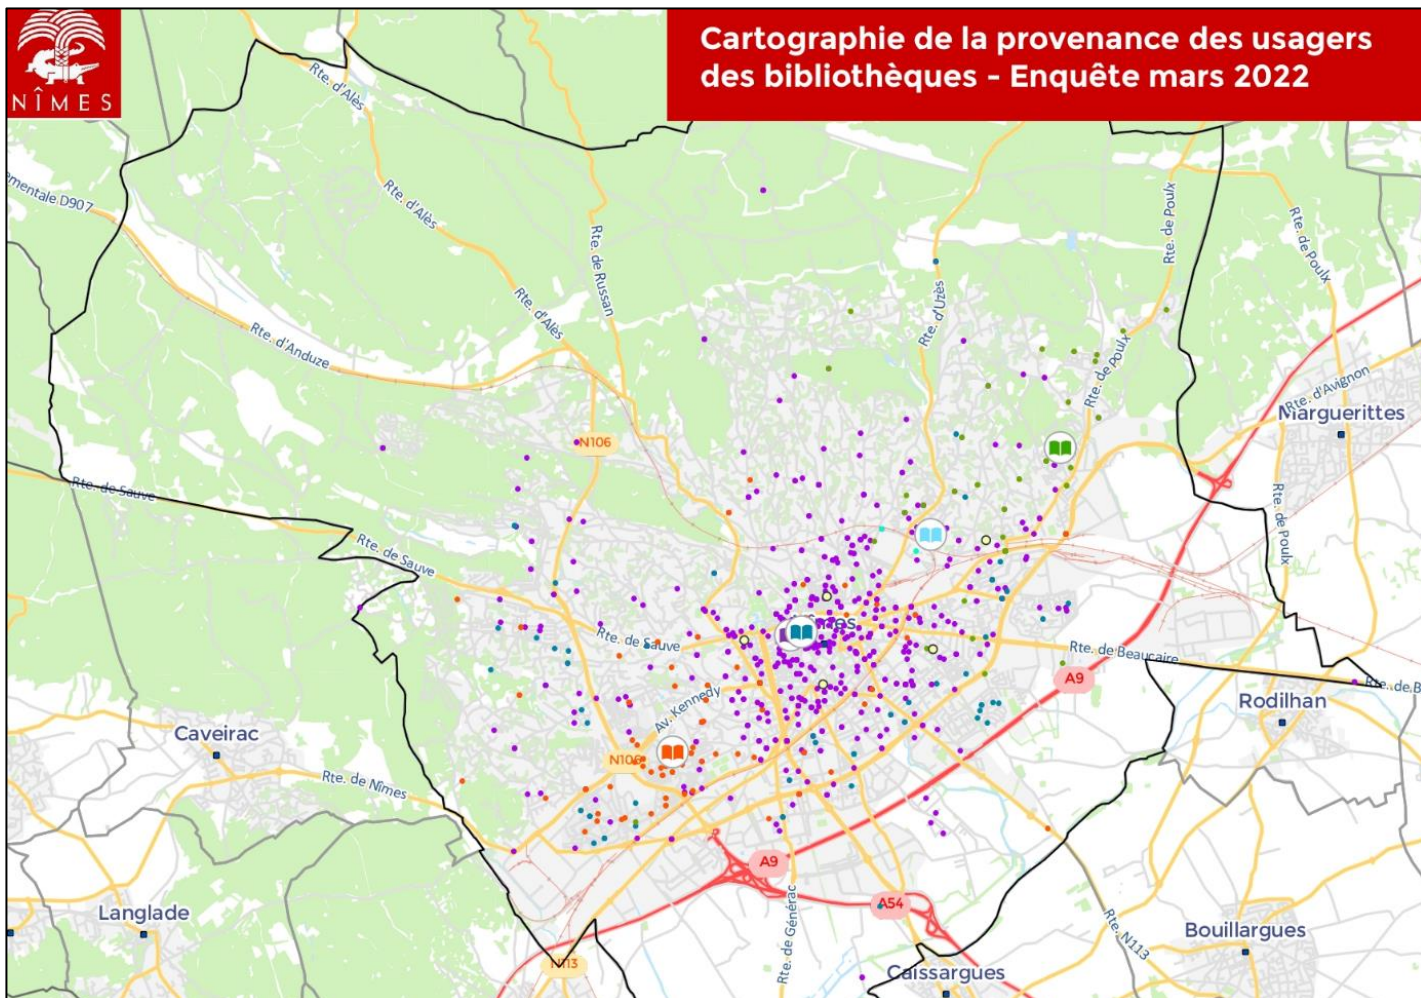 NÎMES
Cartographie de la provenance des usagers
des bibliothèques - Enquête mars 2022
Rte. d'Alès
Rte. d'Alès
ementale D907
Rte. de Russan
Rte. de Poulx
Rte. de Poulx
Rte. d'Alès
Rte. d'Uzès
Rte. d'Anduze
Rte. de Poulx
Rte. d'Avignon
Marguerittes
N106
Rte. de Sauve
Rte. de Poulx
Rte. de Sauve
Rte. de Sauve
Rte. de Beaucaire
A9
Rte. de B
Rodilhan
Av. Kennedy
Caveirac
N106
Rte. de Nîmes
A9
A54
Langlade
Rte. de Générac
Rte. N113
Bouillargues
N113
Caissargues